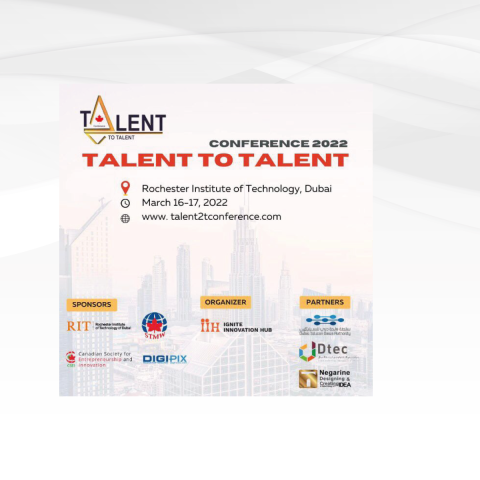 TALENT
TO TALENT
CONFERENCE 2022
TALENT TO TALENT
Rochester Institute of Technology, Dubai
March 16-17, 2022
www. talent2tconference.com
SPONSORS
ORGANIZER
PARTNERS
RIT Rochester Institute
of Technology of Dubai
STMW
IIH IGNITE
INNOVATION HUB
Canadian Society for
Entrepreneurship and
Innovation
DIGIPIX
Dtec
Negarine
Designing &
Creating IDEA